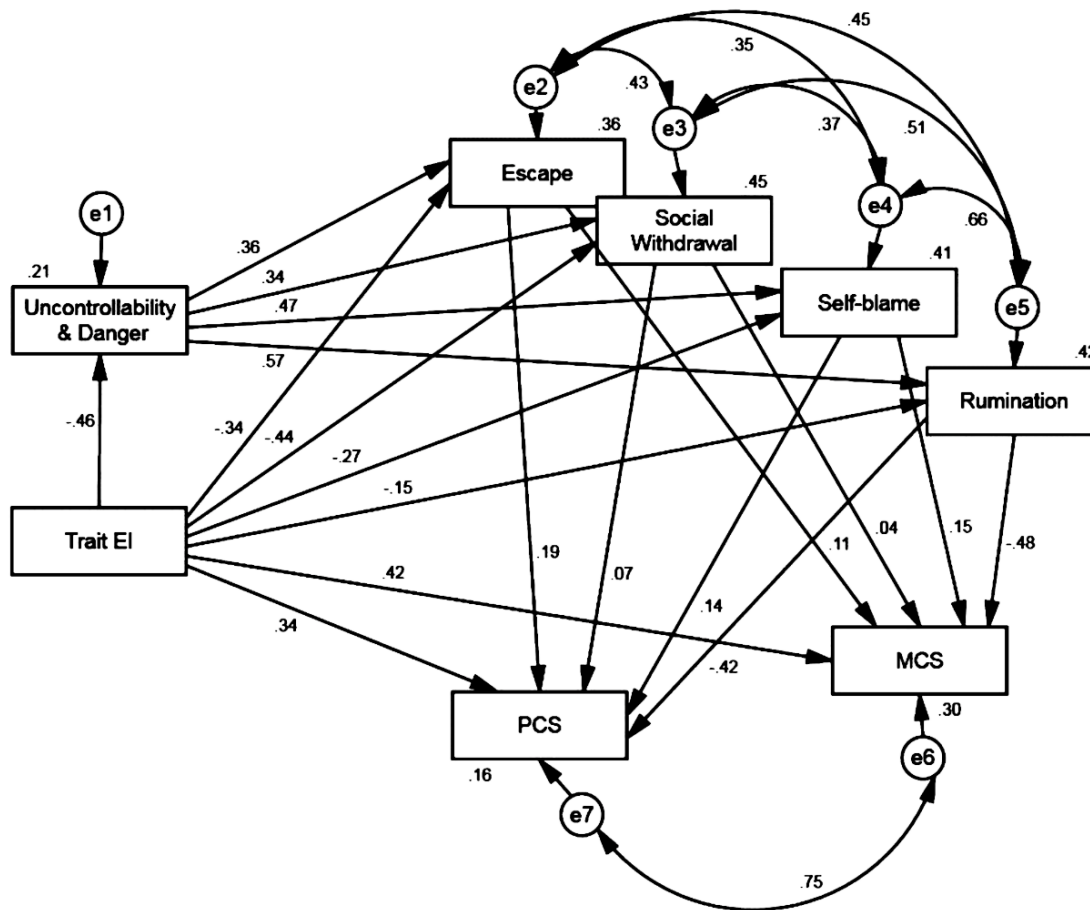 .45
.35
e2
.43
e3
.36
.37
.51
Escape
.45
e4
e1
Social
Withdrawal
.66
.36
.41
.21
.34
Uncontrollability
& Danger
.47
Self-blame
e5
.57
.42
-.46
-.34
-.44
Rumination
-.27
-.15
Trait EI
.19
.11
.04
.15
-.48
.42
.07
.14
.34
-.42
MCS
PCS
.30
.16
e6
e7
.75